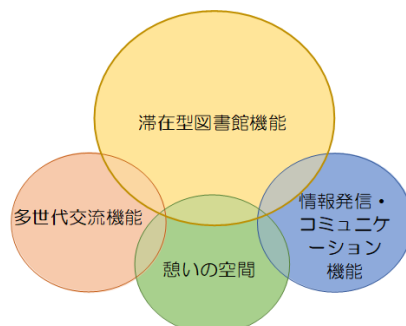 滞在型図書館機能
多世代交流機能
情報発信・
コミュニケ
ーション
機能
憩いの空間